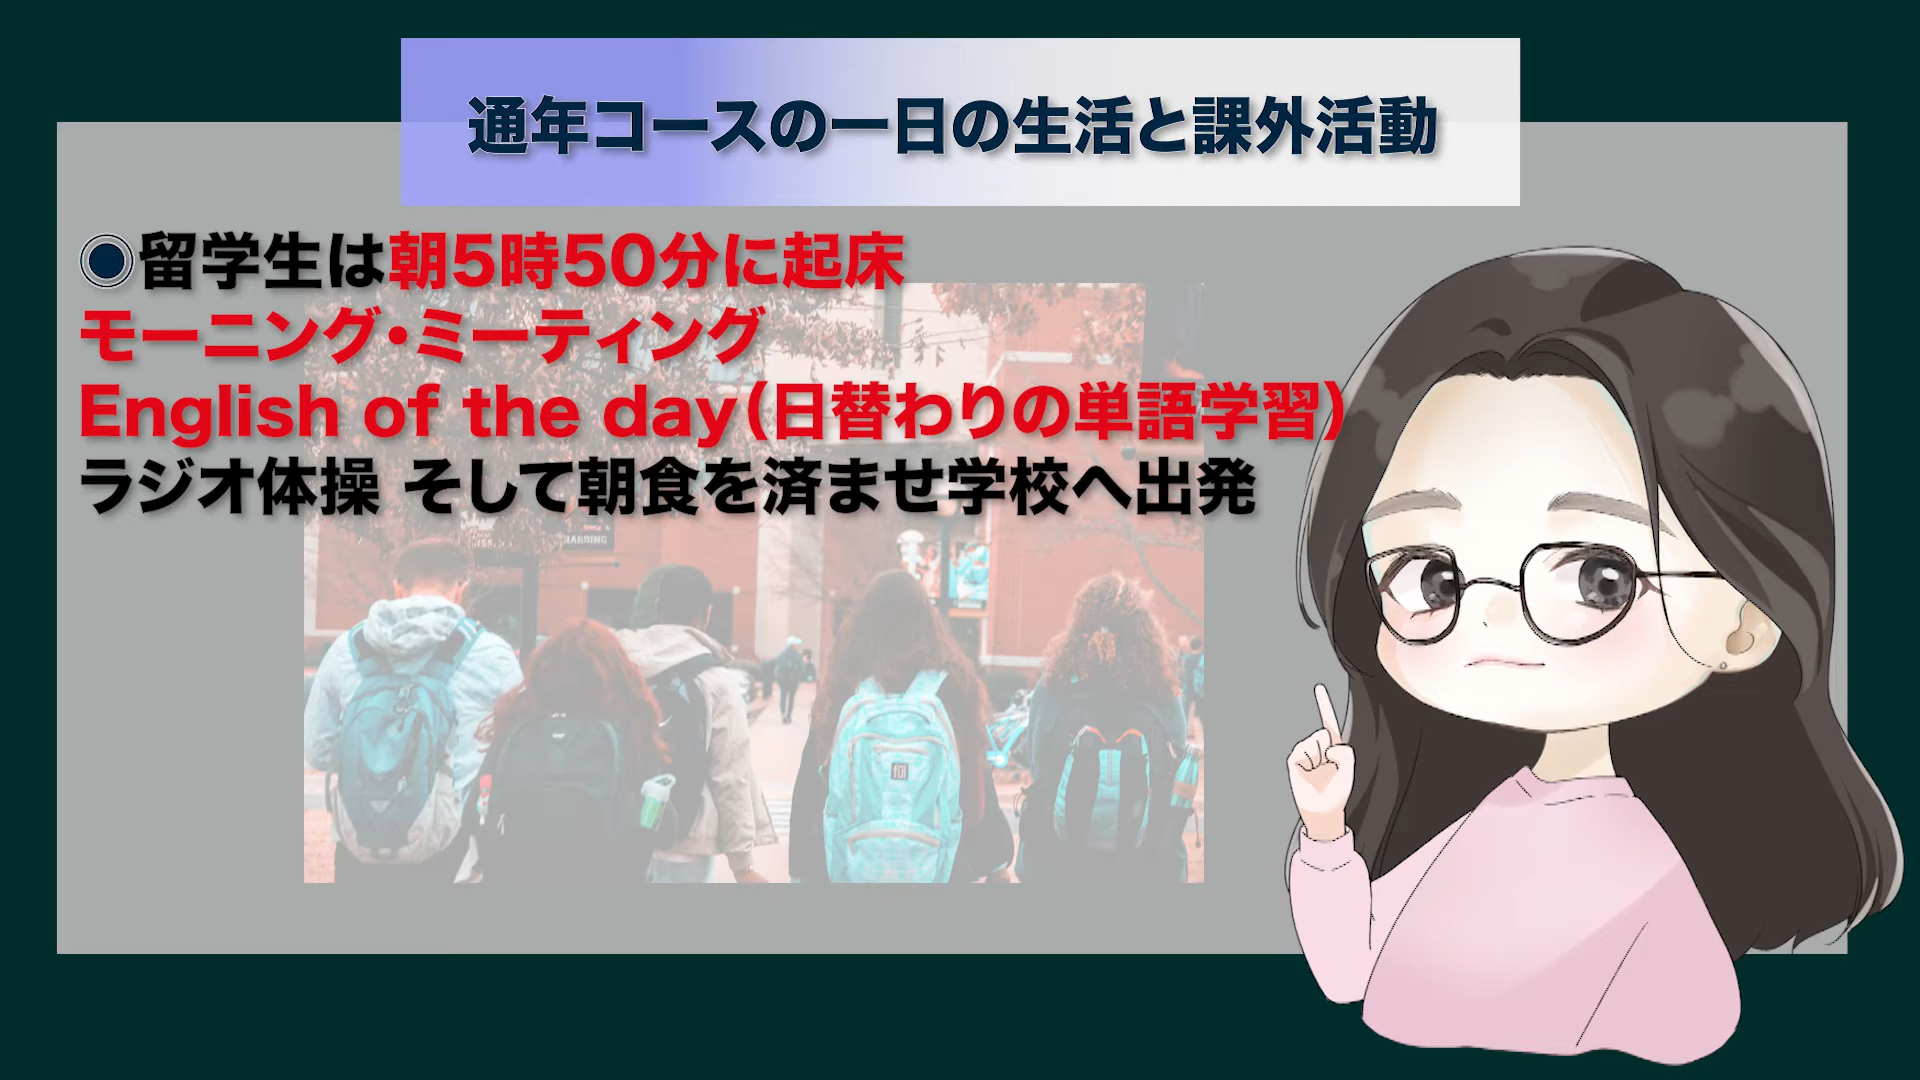 通年コースの一日の生活と課外活動
◉留学生は朝5時50分に起床
モーニング・ミーティング
English of the day(日替わりの単語学習)
ラジオ体操 そして朝食を済ませ学校へ出発
HARDING